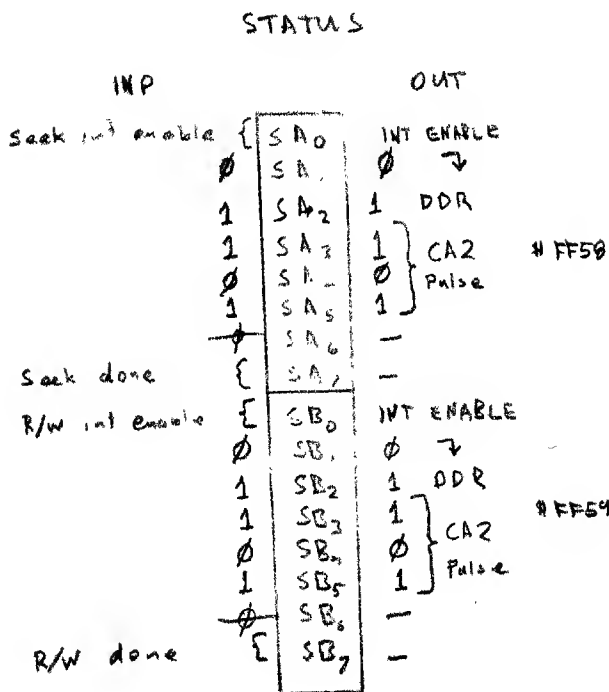 STATUS
INP OUT
Seek int enable { SA0 INT ENABLE
Ø SA1 Ø ↴
1 SA2 1 DDR
1 SA3 1 } CA2 #FF58
Ø SA4 Ø Pulse
1 SA5 1
Ø SA6 —
Seek done { SA7 —
R/W int enable { SB0 INT ENABLE
Ø SB1 Ø ↴
1 SB2 1 DDR
1 SB3 1 } CA2 #FF59
Ø SB4 Ø Pulse
1 SB5 1
Ø SB6 —
R/W done { SB7 —